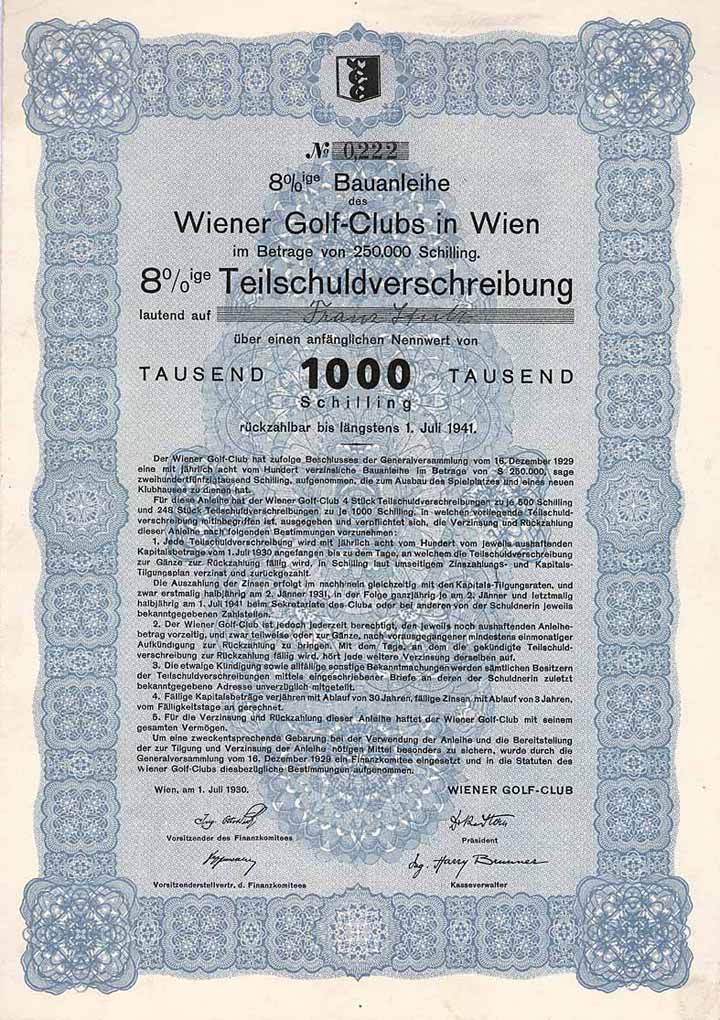 № 0,222
8%ige Bauanleihe
des
Wiener Golf-Clubs in Wien
im Betrage von 250.000 Schilling.
8%ige Teilschuldverschreibung
lautend auf Franz
über einen anfänglichen Nennwert von
TAUSEND 1000 TAUSEND
Schilling
rückzahlbar bis längstens 1. Juli 1941.
Der Wiener Golf-Club hat zufolge Beschlusses der Generalversammlung vom 16. Dezember 1929
eine mit jährlich acht vom Hundert verzinsliche Bauanleihe im Betrage von S 250.000, sage
zweihundertfünfzigtausend Schilling, aufgenommen, die zum Ausbau des Spielplatzes und eines neuen
Klubhauses zu dienen hat.
Für diese Anleihe hat der Wiener Golf-Club 4 Stück Teilschuldverschreibungen zu je 500 Schilling
und 248 Stück Teilschuldverschreibungen zu je 1000 Schilling, in welchen vorliegende Teilschuld-
verschreibung mitinbegriffen ist, ausgegeben und verpflichtet sich, die Verzinsung und Rückzahlung
dieser Anleihe nach folgenden Bestimmungen vorzunehmen:
1. Jede Teilschuldverschreibung wird mit jährlich acht vom Hundert vom jeweils aushaftenden
Kapitalsbetrage vom 1. Juli 1930 angefangen bis zu dem Tage, an welchem die Teilschuldverschreibung
zur Gänze zur Rückzahlung fällig wird, in Schilling laut umseitigem Zinszahlungs- und Kapitals-
Tilgungsplan verzinst und zurückgezahlt.
Die Auszahlung der Zinsen erfolgt im nachhinein gleichzeitig mit den Kapitals-Tilgungsraten, und
zwar erstmalig halbjährig am 2. Jänner 1931, in der Folge ganzjährig je am 2. Jänner und letztmalig
halbjährig am 1. Juli 1941 beim Sekretariate des Clubs oder bei anderen von der Schuldnerin jeweils
bekanntgegebenen Zahlstellen.
2. Der Wiener Golf-Club ist jedoch jederzeit berechtigt, den jeweils noch aushaftenden Anleihe-
betrag vorzeitig, und zwar teilweise oder zur Gänze, nach vorausgegangener mindestens einmonatiger
Aufkündigung zur Rückzahlung zu bringen. Mit dem Tage, an dem die gekündigte Teilschuld-
verschreibung zur Rückzahlung fällig wird, hört jede weitere Verzinsung derselben auf.
3. Die etwaige Kündigung sowie allfällige sonstige Bekanntmachungen werden sämtlichen Besitzern
der Teilschuldverschreibungen mittels eingeschriebener Briefe an deren der Schuldnerin zuletzt
bekanntgegebene Adresse unverzüglich mitgeteilt.
4. Fällige Kapitalsbeträge verjähren mit Ablauf von 30 Jahren, fällige Zinsen, mit Ablauf von 3 Jahren,
vom Fälligkeitstage an gerechnet.
5. Für die Verzinsung und Rückzahlung dieser Anleihe haftet der Wiener Golf-Club mit seinem
gesamten Vermögen.
Um eine zweckentsprechende Gebarung bei der Verwendung der Anleihe und die Bereitstellung
der zur Tilgung und Verzinsung der Anleihe nötigen Mittel besonders zu sichern, wurde durch die
Generalversammlung vom 16. Dezember 1929 ein Finanzkomitee eingesetzt und in die Statuten des
Wiener Golf-Clubs diesbezügliche Bestimmungen aufgenommen.
Wien, am 1. Juli 1930. WIENER GOLF-CLUB
Ing.
Vorsitzender des Finanzkomitees Präsident
Ing. Harry Brunner
Vorsitzenderstellvertr. d. Finanzkomitees Kasseverwalter